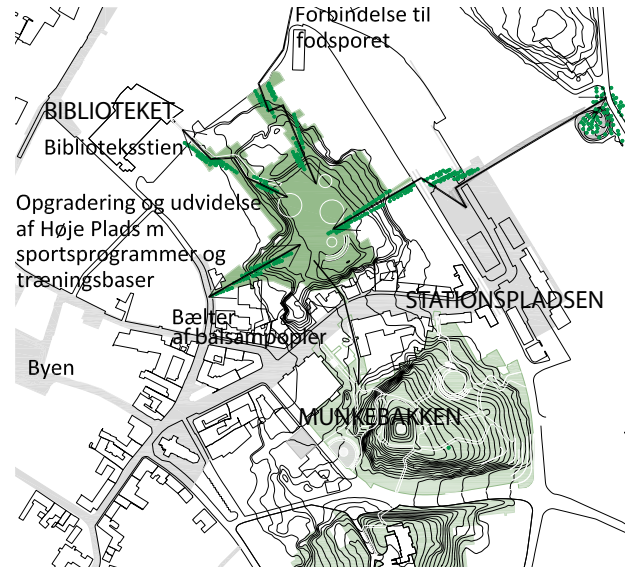 Forbindelse til
fodsporet
BIBLIOTEKET
Biblioteksstien
Opgradering og udvidelse
af Høje Plads m
sportsprogrammer og
træningsbaser
STATIONSPLADSEN
Bælter
af balsampopler
Byen
MUNKEBAKKEN